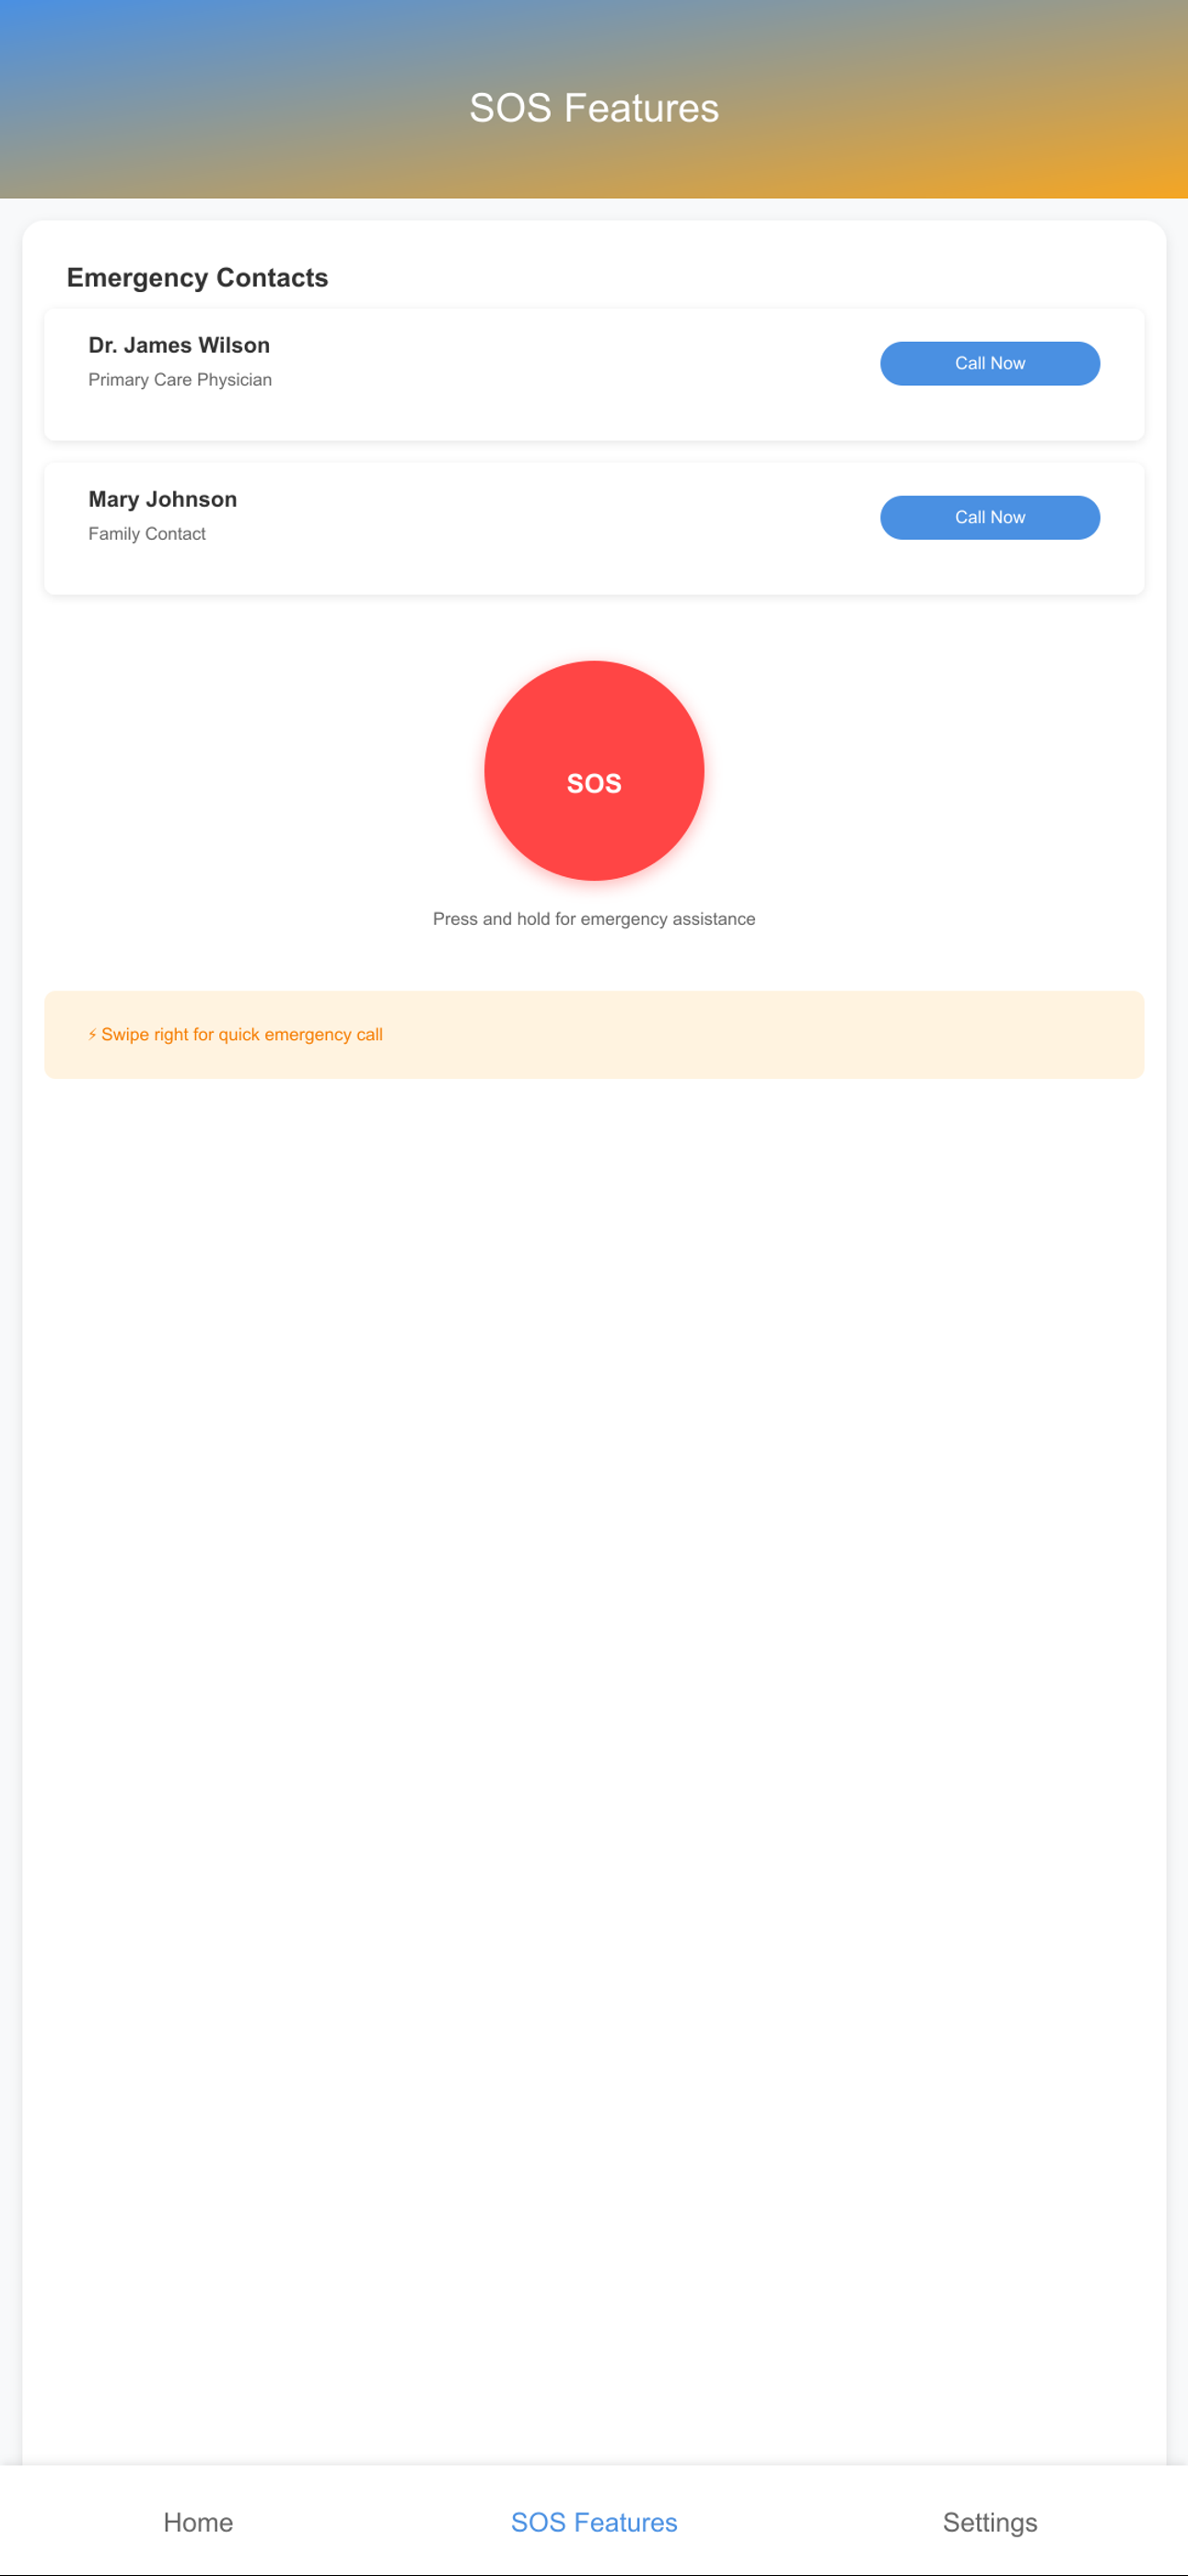 SOS Features
Emergency Contacts
Dr. James Wilson
Primary Care Physician
Call Now
Mary Johnson
Family Contact
Call Now
SOS
Press and hold for emergency assistance
⚡ Swipe right for quick emergency call
Home
SOS Features
Settings